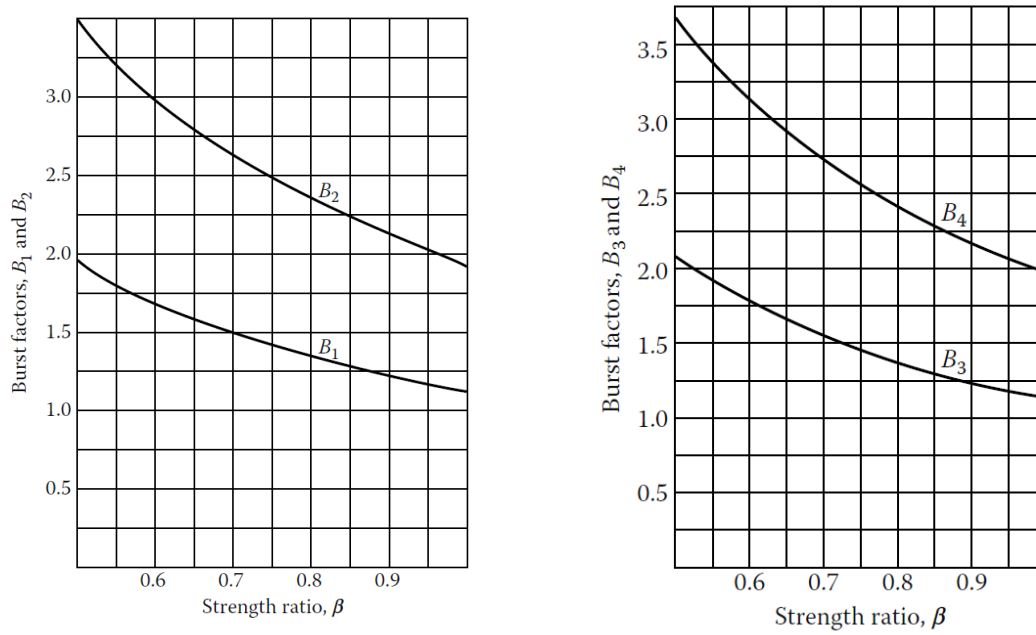 Burst factors, B1 and B2
3.0
2.5
2.0
1.5
1.0
0.5
B2
B1
0.6 0.7 0.8 0.9
Strength ratio, β
Burst factors, B3 and B4
3.5
3.0
2.5
2.0
1.5
1.0
0.5
B4
B3
0.6 0.7 0.8 0.9
Strength ratio, β